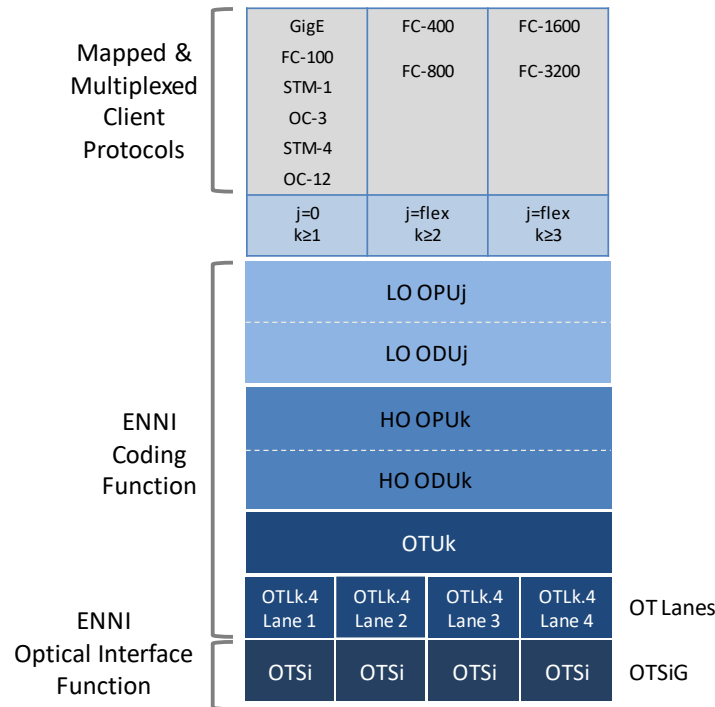 Mapped &
Multiplexed
Client
Protocols
GigE
FC-100
STM-1
OC-3
STM-4
OC-12
FC-400
FC-800
FC-1600
FC-3200
j=0
k≥1
j=flex
k≥2
j=flex
k≥3
ENNI
Coding
Function
LO OPUj
LO ODUj
HO OPUk
HO ODUk
OTUk
OTLk.4
Lane 1
OTLk.4
Lane 2
OTLk.4
Lane 3
OTLk.4
Lane 4
OT Lanes
ENNI
Optical Interface
Function
OTSi
OTSi
OTSi
OTSi
OTSiG